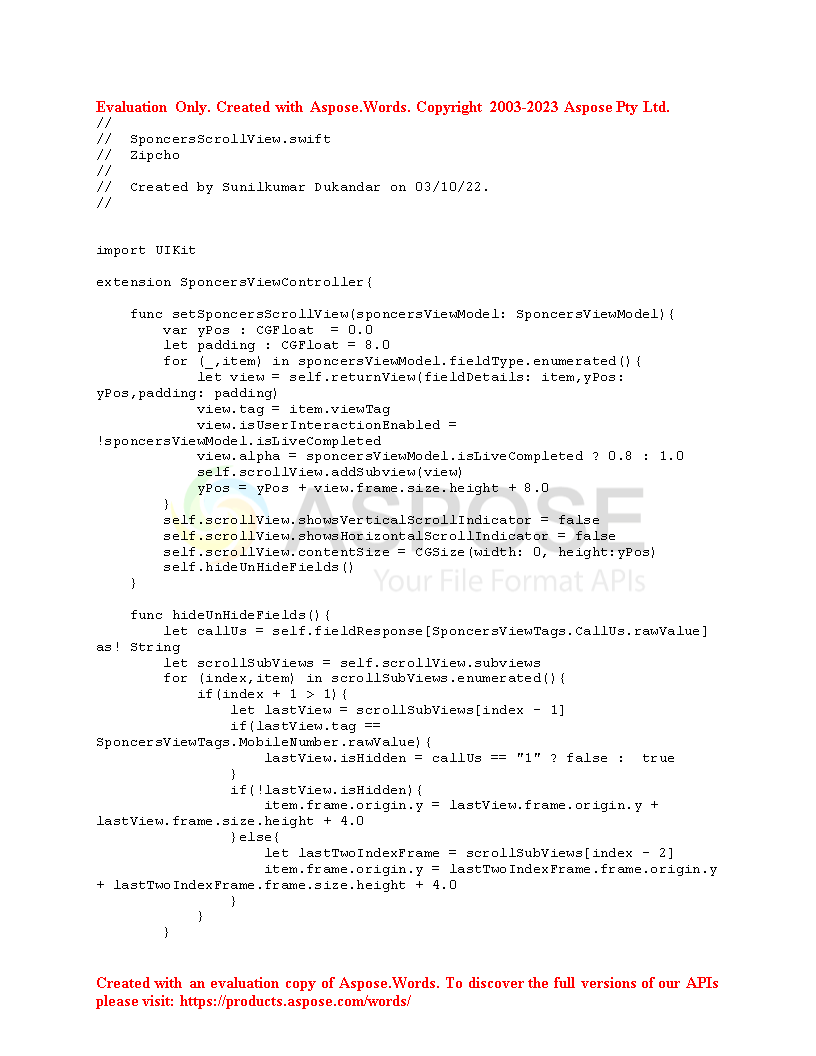 Evaluation Only. Created with Aspose.Words. Copyright 2003-2023 Aspose Pty Ltd.
//
//  SponcersScrollView.swift
//  Zipcho
//
//  Created by Sunilkumar Dukandar on 03/10/22.
//
import UIKit
extension SponcersViewController{
    func setSponcersScrollView(sponcersViewModel: SponcersViewModel){
        var yPos : CGFloat  = 0.0
        let padding : CGFloat = 8.0
        for (_,item) in sponcersViewModel.fieldType.enumerated(){
            let view = self.returnView(fieldDetails: item,yPos:
yPos,padding: padding)
            view.tag = item.viewTag
            view.isUserInteractionEnabled =
!sponcersViewModel.isLiveCompleted
            view.alpha = sponcersViewModel.isLiveCompleted ? 0.8 : 1.0
            self.scrollView.addSubview(view)
            yPos = yPos + view.frame.size.height + 8.0
        }
        self.scrollView.showsVerticalScrollIndicator = false
        self.scrollView.showsHorizontalScrollIndicator = false
        self.scrollView.contentSize = CGSize(width: 0, height:yPos)
        self.hideUnHideFields()
    }
ASPOSE
Your File Format APIs
    func hideUnHideFields(){
        let callUs = self.fieldResponse[SponcersViewTags.CallUs.rawValue]
as! String
        let scrollSubViews = self.scrollView.subviews
        for (index,item) in scrollSubViews.enumerated(){
            if(index + 1 > 1){
                let lastView = scrollSubViews[index - 1]
                if(lastView.tag ==
SponcersViewTags.MobileNumber.rawValue){
                    lastView.isHidden = callUs == "1" ? false :  true
                }
                if(!lastView.isHidden){
                    item.frame.origin.y = lastView.frame.origin.y +
lastView.frame.size.height + 4.0
                }else{
                    let lastTwoIndexFrame = scrollSubViews[index - 2]
                    item.frame.origin.y = lastTwoIndexFrame.frame.origin.y
+ lastTwoIndexFrame.frame.size.height + 4.0
                }
            }
        }
Created with an evaluation copy of Aspose.Words. To discover the full versions of our APIs
please visit: https://products.aspose.com/words/